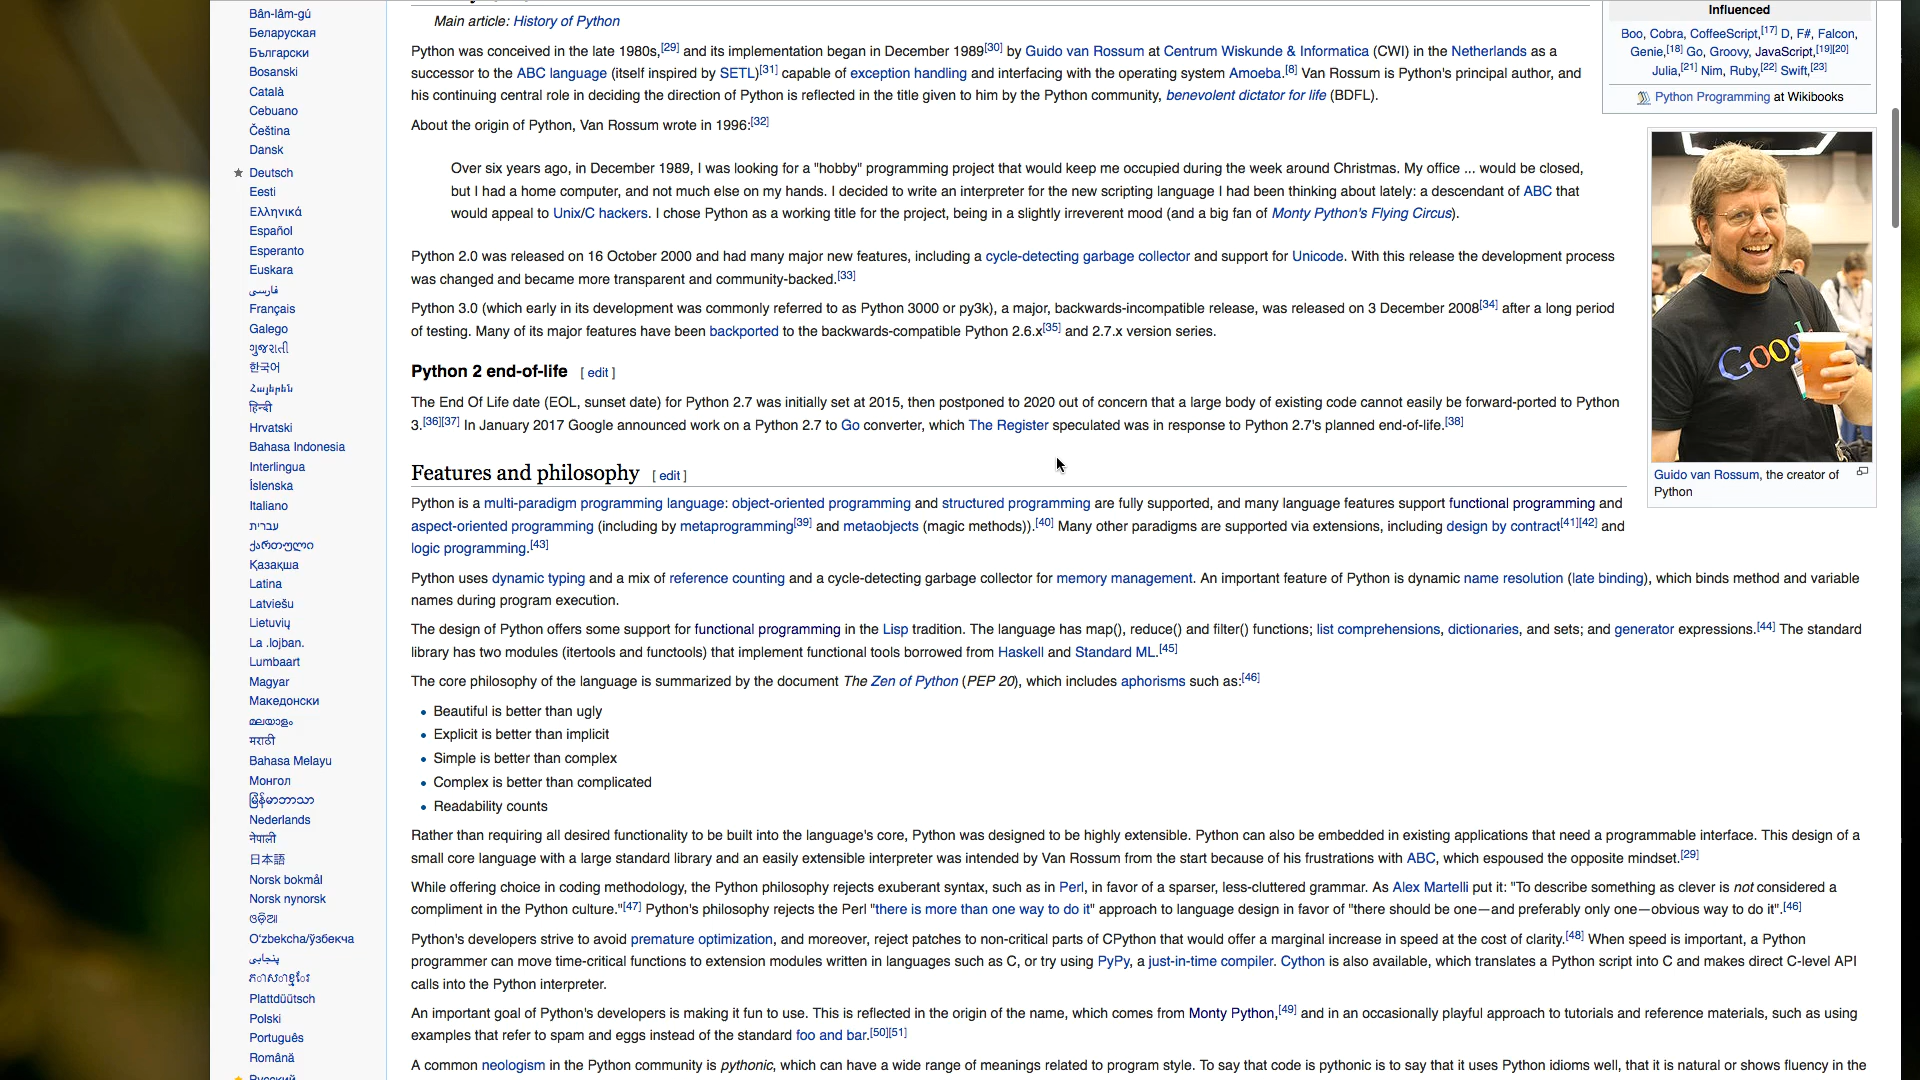 Bân-lâm-gú
Беларуская
Български
Bosanski
Català
Cebuano
Čeština
Dansk
Deutsch
Eesti
Ελληνικά
Español
Esperanto
Euskara
فارسی
Français
Galego
ગુજરાતી
한국어
Հայերեն
हिन्दी
Hrvatski
Bahasa Indonesia
Interlingua
Íslenska
Italiano
עברית
ქართული
Қазақша
Latina
Latviešu
Lietuvių
La .lojban.
Lumbaart
Magyar
Македонски
മലയാളം
मराठी
Bahasa Melayu
Монгол
မြန်မာဘာသာ
Nederlands
नेपाली
日本語
Norsk bokmål
Norsk nynorsk
ଓଡ଼ିଆ
Oʻzbekcha/ўзбекча
پنجابی
ភាសាខ្មែរ
Plattdüütsch
Polski
Português
Română
Русский
Main article: History of Python
Python was conceived in the late 1980s,[29] and its implementation began in December 1989[30] by Guido van Rossum at Centrum Wiskunde & Informatica (CWI) in the Netherlands as a
successor to the ABC language (itself inspired by SETL)[31] capable of exception handling and interfacing with the operating system Amoeba.[8] Van Rossum is Python's principal author, and
his continuing central role in deciding the direction of Python is reflected in the title given to him by the Python community, benevolent dictator for life (BDFL).
About the origin of Python, Van Rossum wrote in 1996:[32]
Over six years ago, in December 1989, I was looking for a "hobby" programming project that would keep me occupied during the week around Christmas. My office ... would be closed,
but I had a home computer, and not much else on my hands. I decided to write an interpreter for the new scripting language I had been thinking about lately: a descendant of ABC that
would appeal to Unix/C hackers. I chose Python as a working title for the project, being in a slightly irreverent mood (and a big fan of Monty Python's Flying Circus).
Python 2.0 was released on 16 October 2000 and had many major new features, including a cycle-detecting garbage collector and support for Unicode. With this release the development process
was changed and became more transparent and community-backed.[33]
Python 3.0 (which early in its development was commonly referred to as Python 3000 or py3k), a major, backwards-incompatible release, was released on 3 December 2008[34] after a long period
of testing. Many of its major features have been backported to the backwards-compatible Python 2.6.x[35] and 2.7.x version series.
Python 2 end-of-life [ edit ]
The End Of Life date (EOL, sunset date) for Python 2.7 was initially set at 2015, then postponed to 2020 out of concern that a large body of existing code cannot easily be forward-ported to Python
3.[36][37] In January 2017 Google announced work on a Python 2.7 to Go converter, which The Register speculated was in response to Python 2.7's planned end-of-life.[38]
Features and philosophy [ edit ]
Python is a multi-paradigm programming language: object-oriented programming and structured programming are fully supported, and many language features support functional programming and
aspect-oriented programming (including by metaprogramming[39] and metaobjects (magic methods)).[40] Many other paradigms are supported via extensions, including design by contract[41][42] and
logic programming.[43]
Python uses dynamic typing and a mix of reference counting and a cycle-detecting garbage collector for memory management. An important feature of Python is dynamic name resolution (late binding), which binds method and variable
names during program execution.
The design of Python offers some support for functional programming in the Lisp tradition. The language has map(), reduce() and filter() functions; list comprehensions, dictionaries, and sets; and generator expressions.[44] The standard
library has two modules (itertools and functools) that implement functional tools borrowed from Haskell and Standard ML.[45]
The core philosophy of the language is summarized by the document The Zen of Python (PEP 20), which includes aphorisms such as:[46]
• Beautiful is better than ugly
• Explicit is better than implicit
• Simple is better than complex
• Complex is better than complicated
• Readability counts
Rather than requiring all desired functionality to be built into the language's core, Python was designed to be highly extensible. Python can also be embedded in existing applications that need a programmable interface. This design of a
small core language with a large standard library and an easily extensible interpreter was intended by Van Rossum from the start because of his frustrations with ABC, which espoused the opposite mindset.[29]
While offering choice in coding methodology, the Python philosophy rejects exuberant syntax, such as in Perl, in favor of a sparser, less-cluttered grammar. As Alex Martelli put it: "To describe something as clever is not considered a
compliment in the Python culture."[47] Python's philosophy rejects the Perl "there is more than one way to do it" approach to language design in favor of "there should be one—and preferably only one—obvious way to do it".[46]
Python's developers strive to avoid premature optimization, and moreover, reject patches to non-critical parts of CPython that would offer a marginal increase in speed at the cost of clarity.[48] When speed is important, a Python
programmer can move time-critical functions to extension modules written in languages such as C, or try using PyPy, a just-in-time compiler. Cython is also available, which translates a Python script into C and makes direct C-level API
calls into the Python interpreter.
An important goal of Python's developers is making it fun to use. This is reflected in the origin of the name, which comes from Monty Python,[49] and in an occasionally playful approach to tutorials and reference materials, such as using
examples that refer to spam and eggs instead of the standard foo and bar.[50][51]
A common neologism in the Python community is pythonic, which can have a wide range of meanings related to program style. To say that code is pythonic is to say that it uses Python idioms well, that it is natural or shows fluency in the
Influenced
Boo, Cobra, CoffeeScript,[17] D, F#, Falcon,
Genie,[18] Go, Groovy, JavaScript,[19][20]
Julia,[21] Nim, Ruby,[22] Swift,[23]
Python Programming at Wikibooks
Goog
Guido van Rossum, the creator of
Python